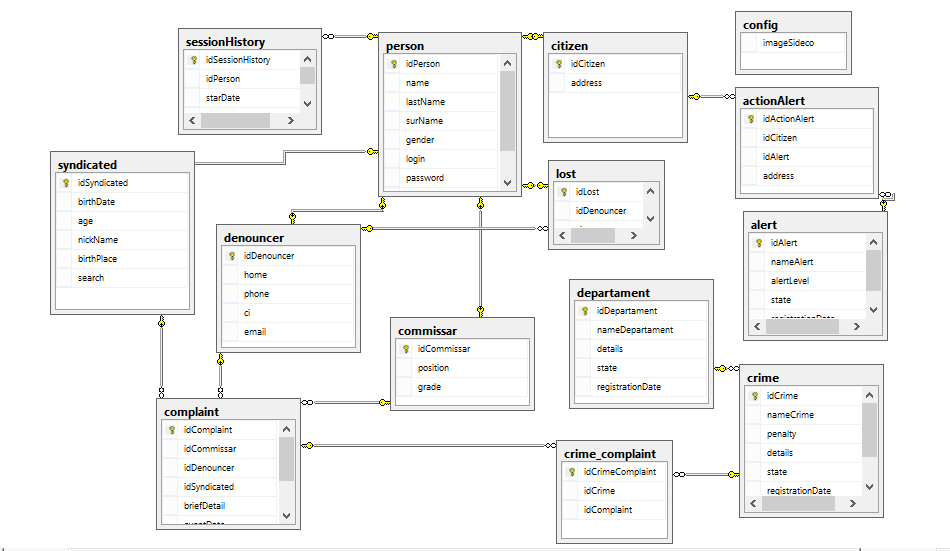 sessionHistory
idSessionHistory
idPerson
starDate
person
idPerson
name
lastName
surName
gender
login
password
citizen
idCitizen
address
config
imageSideco
actionAlert
idActionAlert
idCitizen
idAlert
address
syndicated
idSyndicated
birthDate
age
nickName
birthPlace
search
lost
idLost
idDenouncer
denouncer
idDenouncer
home
phone
ci
email
alert
idAlert
nameAlert
alertLevel
state
registrationDate
departament
idDepartament
nameDepartament
details
state
registrationDate
commissar
idCommissar
position
grade
crime
idCrime
nameCrime
penalty
details
state
registrationDate
complaint
idComplaint
idCommissar
idDenouncer
idSyndicated
briefDetail
crime_complaint
idCrimeComplaint
idCrime
idComplaint